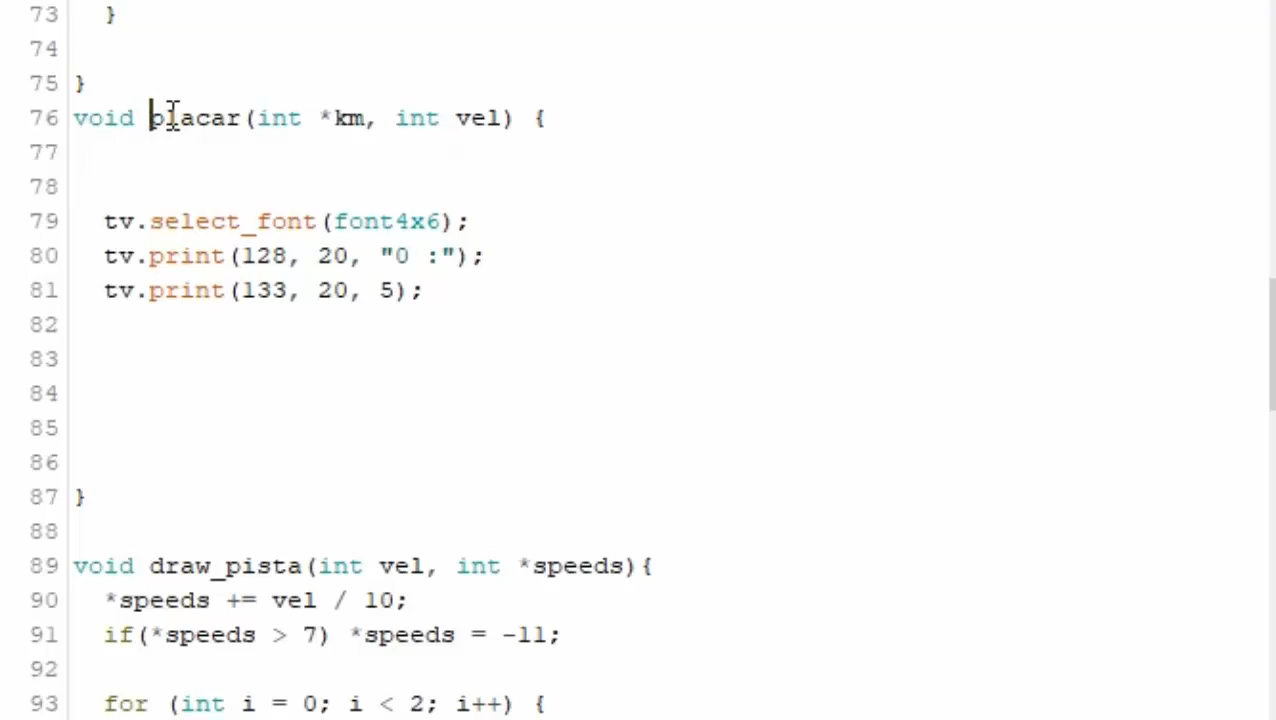 73 }
74
75 }
76 void placar(int *km, int vel) {
77
78
79 tv.select_font(font4x6);
80 tv.print(128, 20, "0 :");
81 tv.print(133, 20, 5);
82
83
84
85
86
87 }
88
89 void draw_pista(int vel, int *speeds){
90 *speeds += vel / 10;
91 if(*speeds > 7) *speeds = -11;
92
93 for (int i = 0; i < 2; i++) {